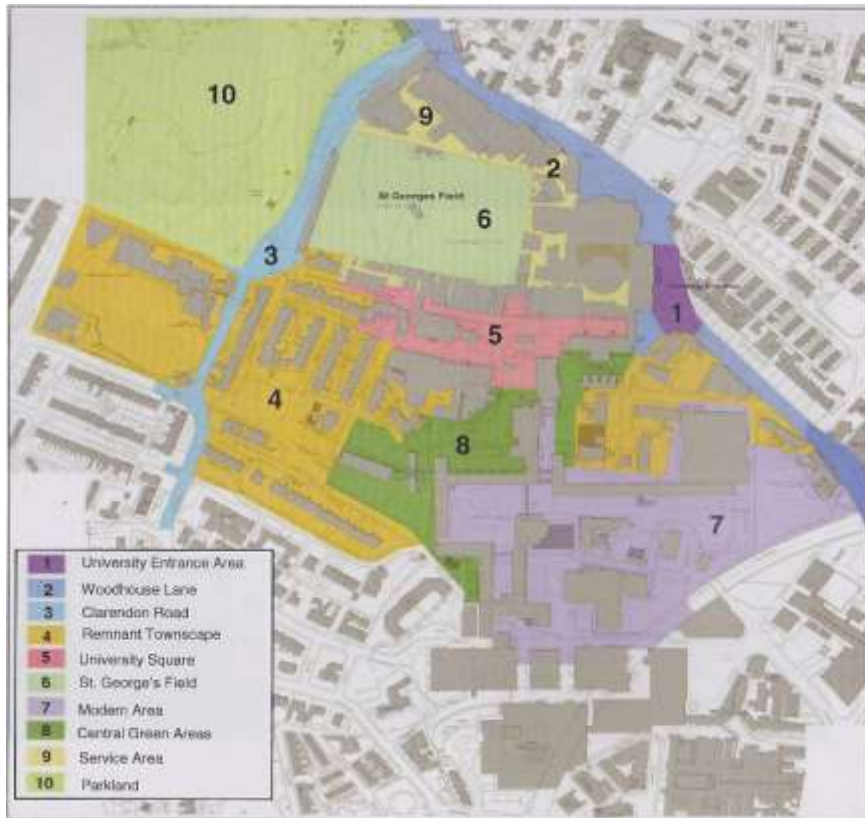 10
9
2
St Georges Field
6
3
1
5
4
8
7
1 University Entrance Area
2 Woodhouse Lane
3 Clarendon Road
4 Remnant Townscape
5 University Square
6 St. George's Field
7 Modern Area
8 Central Green Areas
9 Service Area
10 Parkland